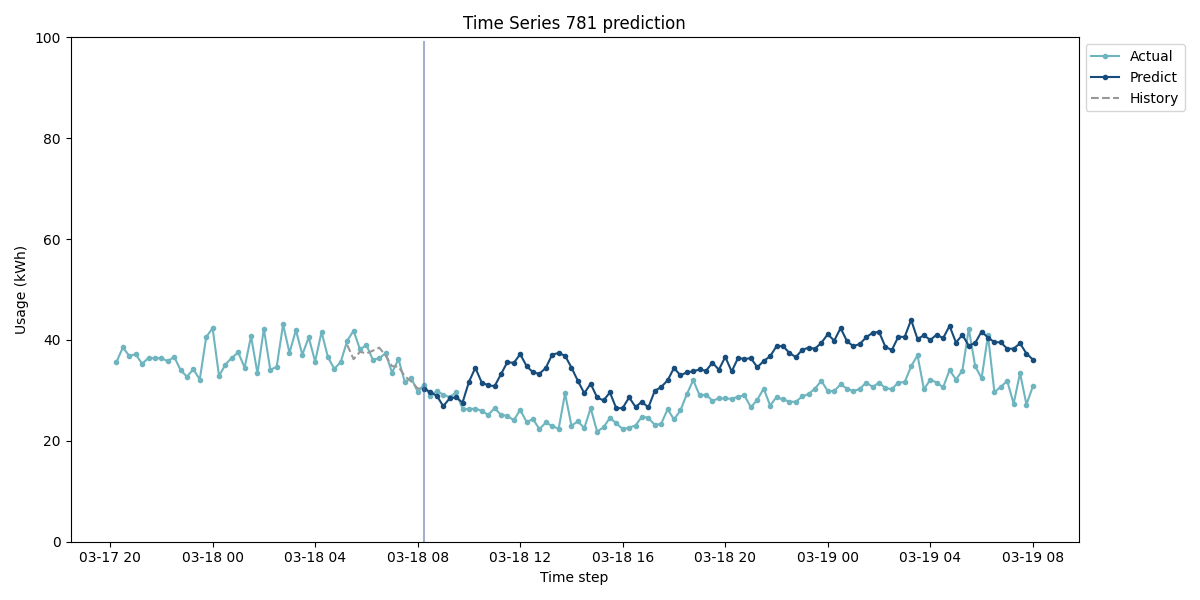 Time Series 781 prediction
100
80
60
40
20
0
Usage (kWh)
03-17 20
03-18 00
03-18 04
03-18 08
03-18 12
03-18 16
03-18 20
03-19 00
03-19 04
03-19 08
Time step
Actual
Predict
History